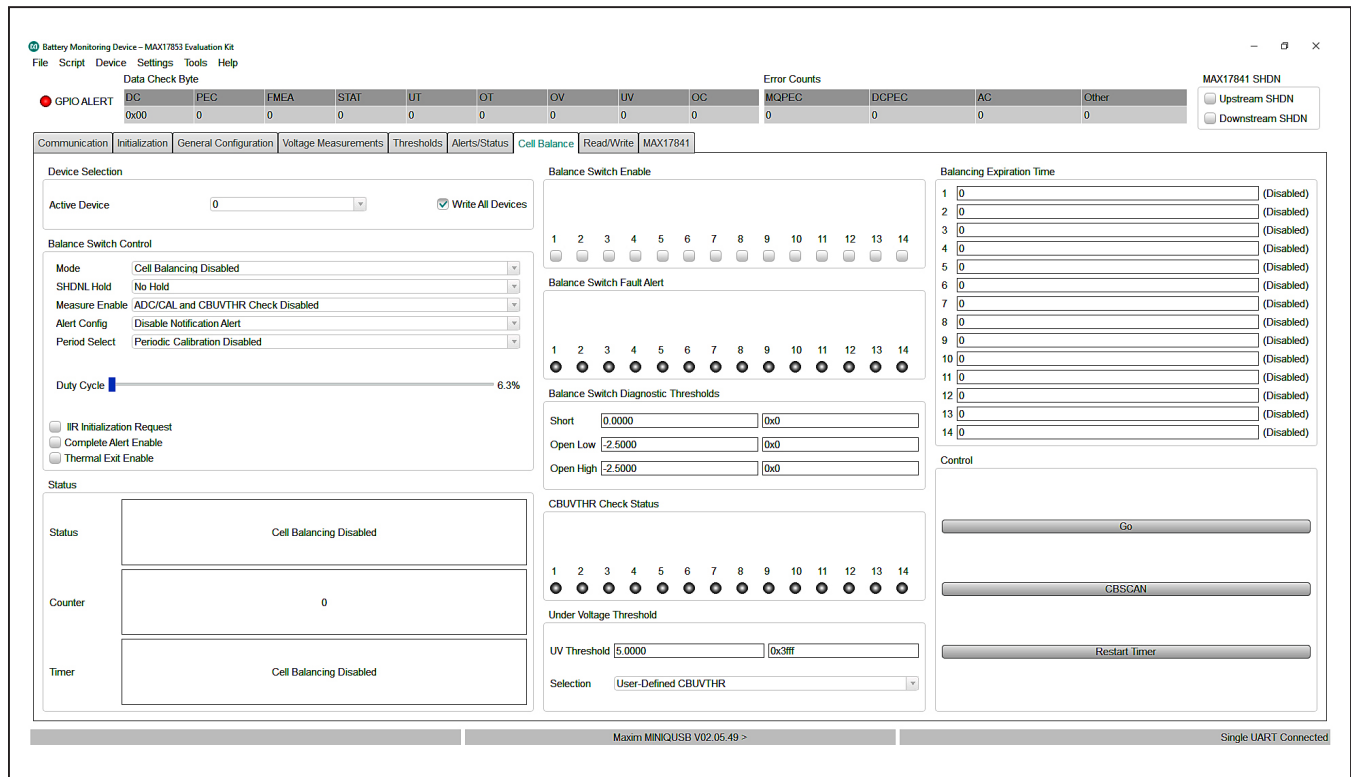 Battery Monitoring Device – MAX17853 Evaluation Kit
File Script Device Settings Tools Help
Data Check Byte
Error Counts
MAX17841 SHDN
GPIO ALERT
DC PEC FMEA STAT UT OT OV UV OC
0x00 0 0 0 0 0 0 0 0
MQPEC DCPEC AC Other
0 0 0 0
Upstream SHDN
Downstream SHDN
Communication Initialization General Configuration Voltage Measurements Thresholds Alerts/Status Cell Balance Read/Write MAX17841
Device Selection
Active Device 0 Write All Devices
Balance Switch Control
Mode Cell Balancing Disabled
SHDNL Hold No Hold
Measure Enable ADC/CAL and CBUVTHR Check Disabled
Alert Config Disable Notification Alert
Period Select Periodic Calibration Disabled
Duty Cycle 6.3%
IIR Initialization Request
Complete Alert Enable
Thermal Exit Enable
Status
Status Cell Balancing Disabled
Counter 0
Timer Cell Balancing Disabled
Balance Switch Enable
1 2 3 4 5 6 7 8 9 10 11 12 13 14
Balance Switch Fault Alert
1 2 3 4 5 6 7 8 9 10 11 12 13 14
Balance Switch Diagnostic Thresholds
Short 0.0000 0x0
Open Low -2.5000 0x0
Open High -2.5000 0x0
CBUVTHR Check Status
1 2 3 4 5 6 7 8 9 10 11 12 13 14
Under Voltage Threshold
UV Threshold 5.0000 0x3fff
Selection User-Defined CBUVTHR
Balancing Expiration Time
1 0 (Disabled)
2 0 (Disabled)
3 0 (Disabled)
4 0 (Disabled)
5 0 (Disabled)
6 0 (Disabled)
7 0 (Disabled)
8 0 (Disabled)
9 0 (Disabled)
10 0 (Disabled)
11 0 (Disabled)
12 0 (Disabled)
13 0 (Disabled)
14 0 (Disabled)
Control
Go
CBSCAN
Restart Timer
Maxim MINIQUSB V02.05.49 >
Single UART Connected